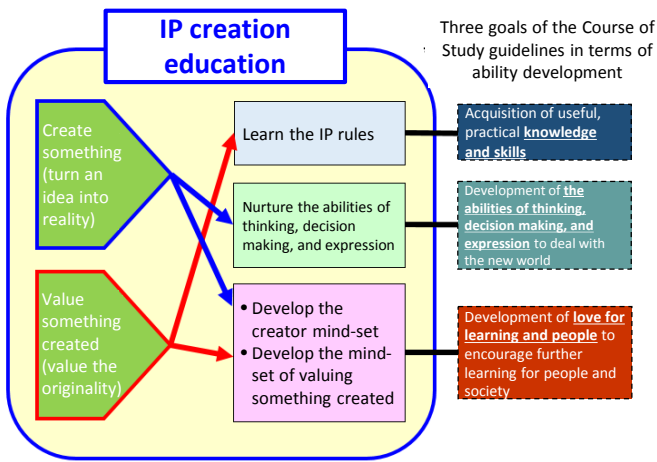 IP creation
education
Three goals of the Course of
Study guidelines in terms of
ability development
Create
something
(turn an
idea into
reality)
Learn the IP rules
Acquisition of useful,
practical knowledge
and skills
Nurture the abilities of
thinking, decision
making, and expression
Development of the
abilities of thinking,
decision making, and
expression to deal with
the new world
Value
something
created
(value the
originality)
• Develop the
creator mind-set
• Develop the mind-
set of valuing
something created
Development of love for
learning and people to
encourage further
learning for people and
society